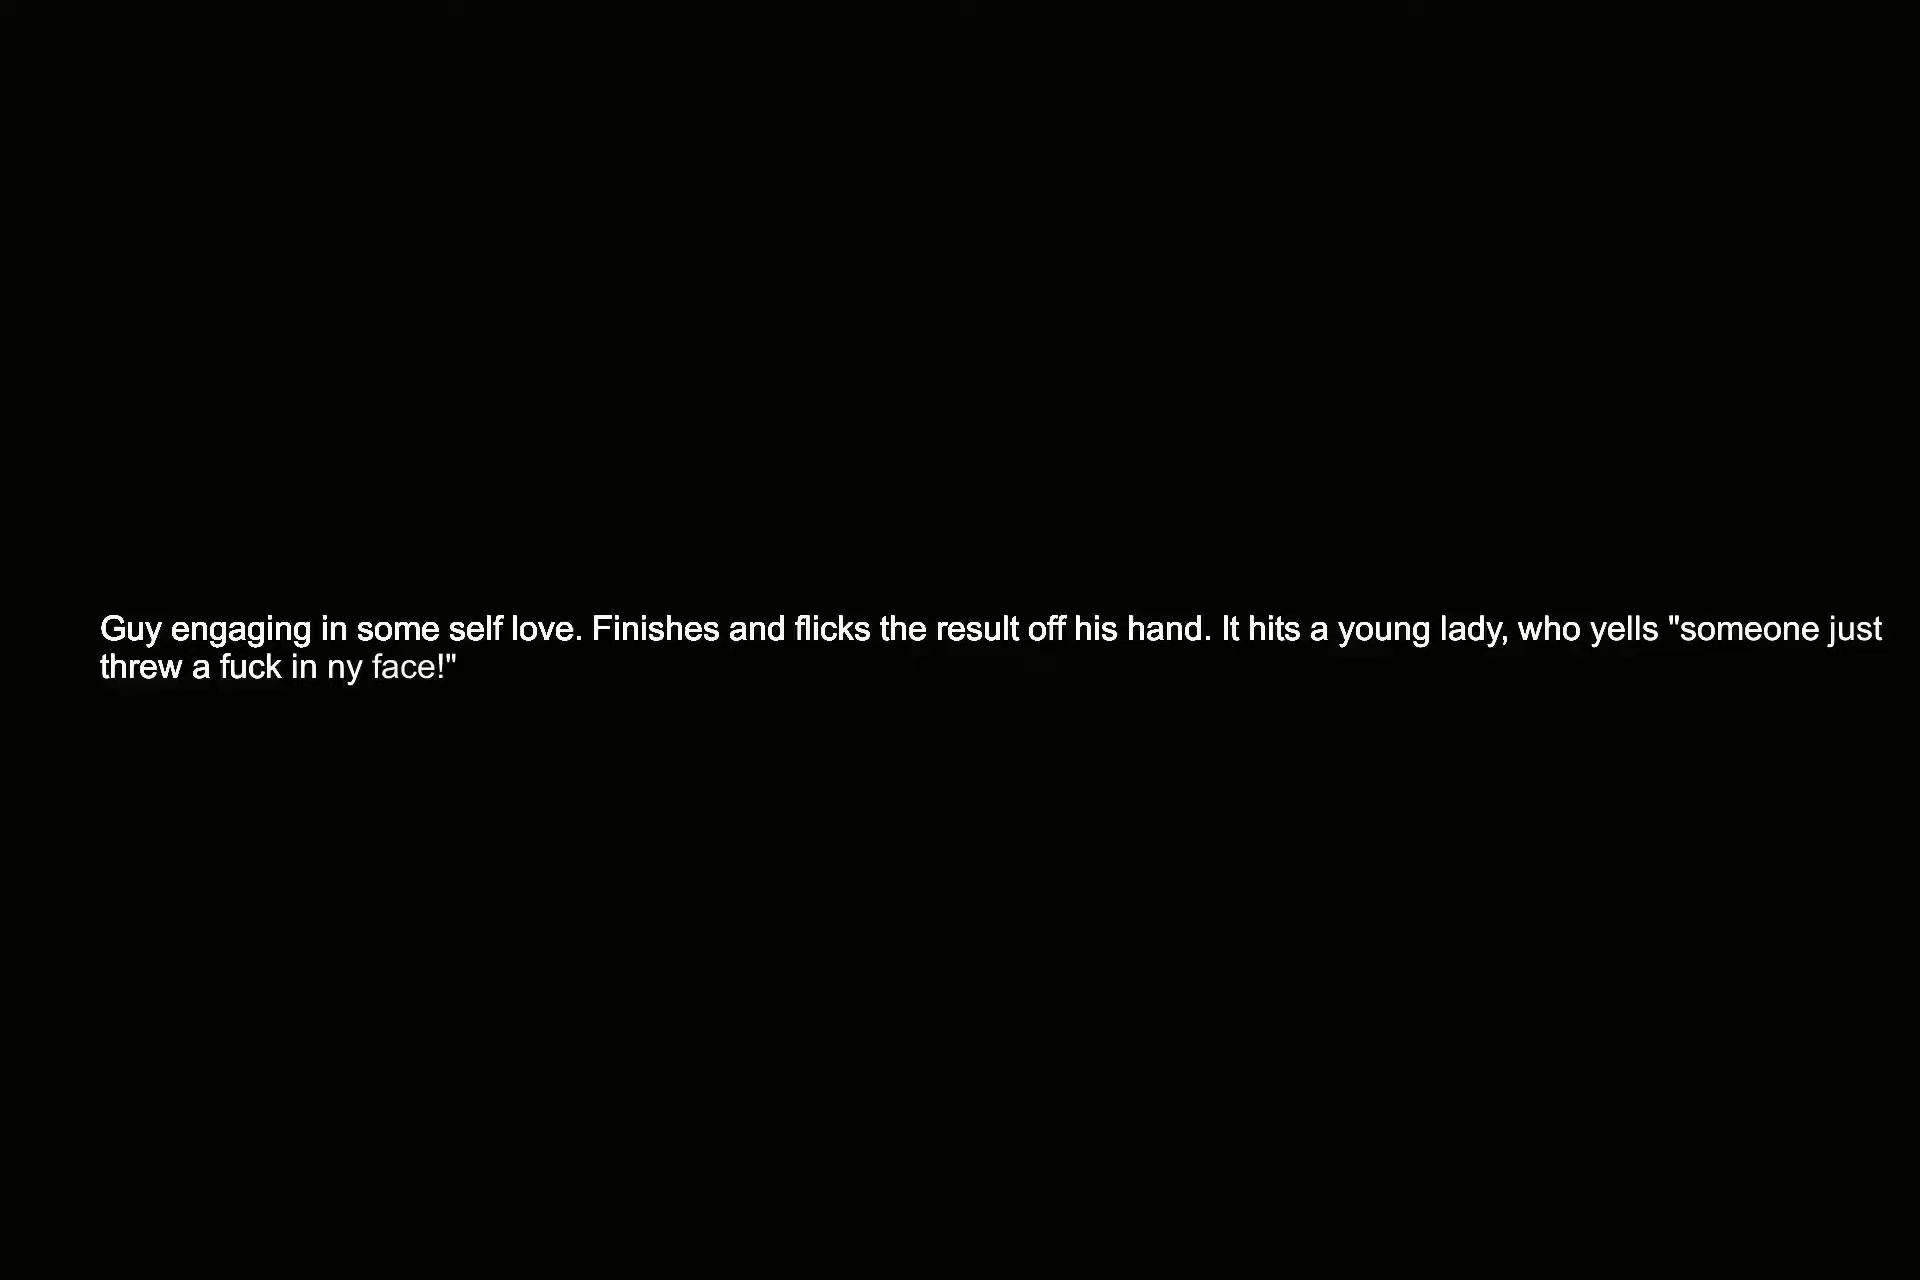 Guy engaging in some self love. Finishes and flicks the result off his hand. It hits a young lady, who yells "someone just
threw a fuck in ny face!"